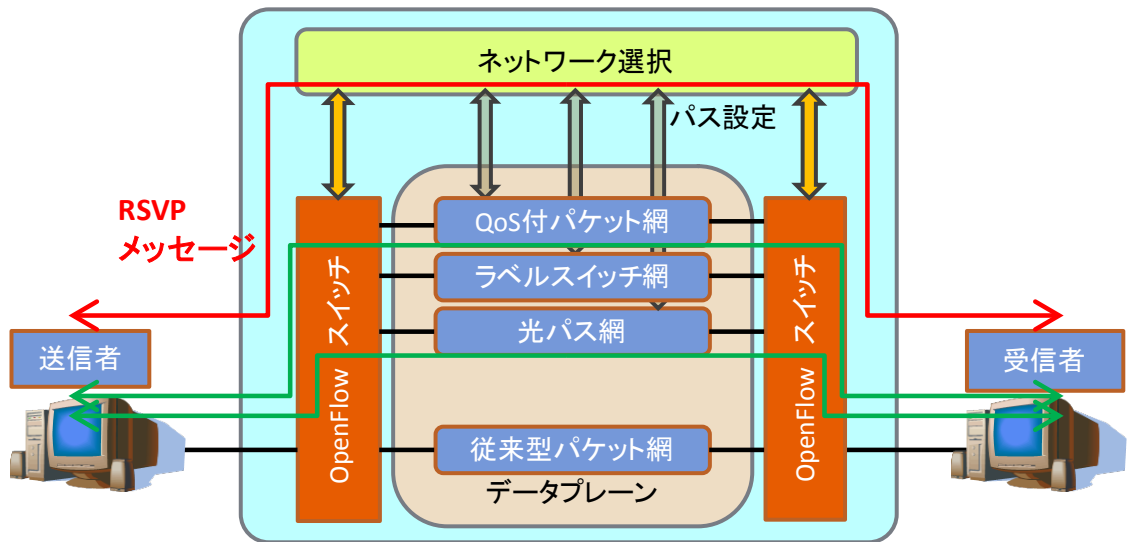 ネットワーク選択
パス設定
RSVP
メッセージ
QoS付パケット網
ラベルスイッチ網
光パス網
従来型パケット網
データプレーン
OpenFlow スイッチ
OpenFlow スイッチ
送信者
受信者